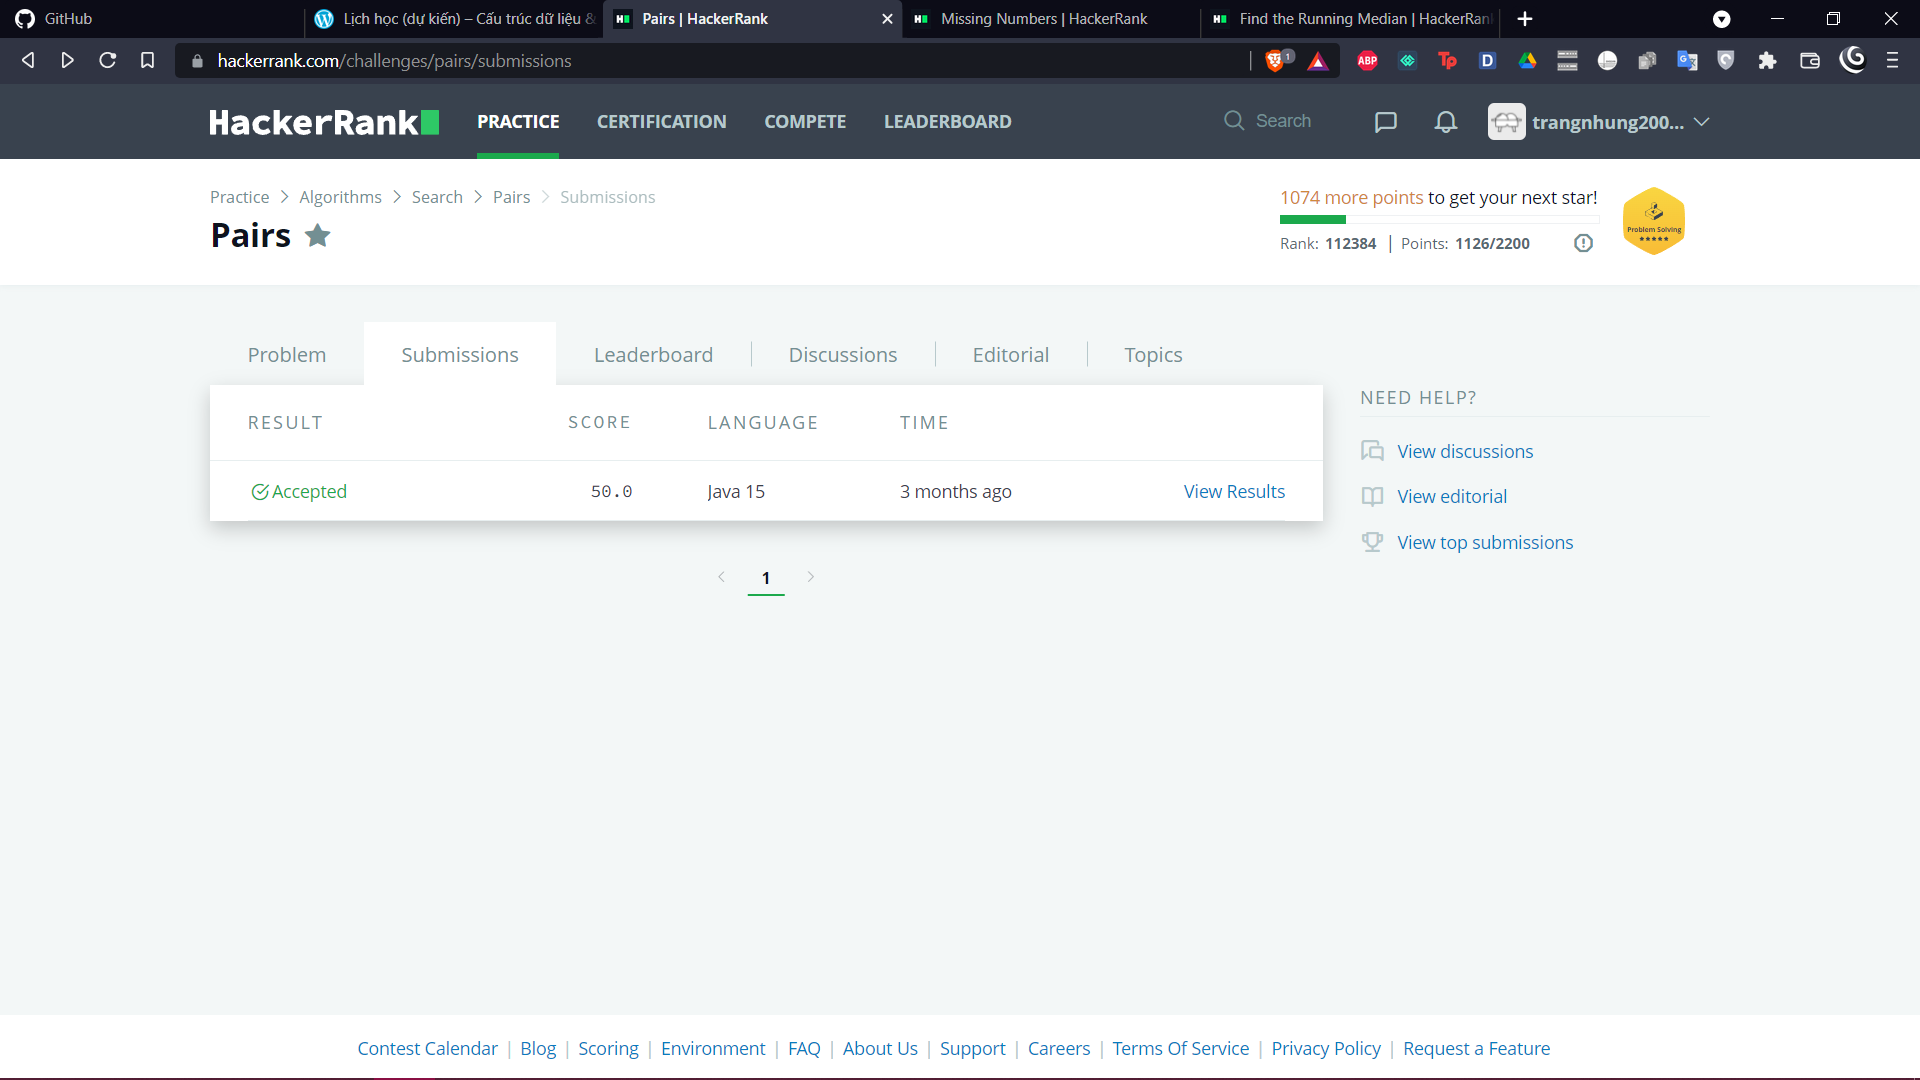 GitHub
Lịch học (dự kiến) – Cấu trúc dữ liệu &
Pairs | HackerRank
Missing Numbers | HackerRank
Find the Running Median | HackerRank
hackerrank.com/challenges/pairs/submissions
1
ABP
Tp
D
HackerRank
PRACTICE
CERTIFICATION
COMPETE
LEADERBOARD
Search
trangnhung200...
Practice > Algorithms > Search > Pairs > Submissions
Pairs
1074 more points to get your next star!
Rank: 112384 | Points: 1126/2200
Problem Solving
Problem
Submissions
Leaderboard
Discussions
Editorial
Topics
RESULT SCORE LANGUAGE TIME
Accepted 50.0 Java 15 3 months ago View Results
1
NEED HELP?
View discussions
View editorial
View top submissions
Contest Calendar | Blog | Scoring | Environment | FAQ | About Us | Support | Careers | Terms Of Service | Privacy Policy | Request a Feature